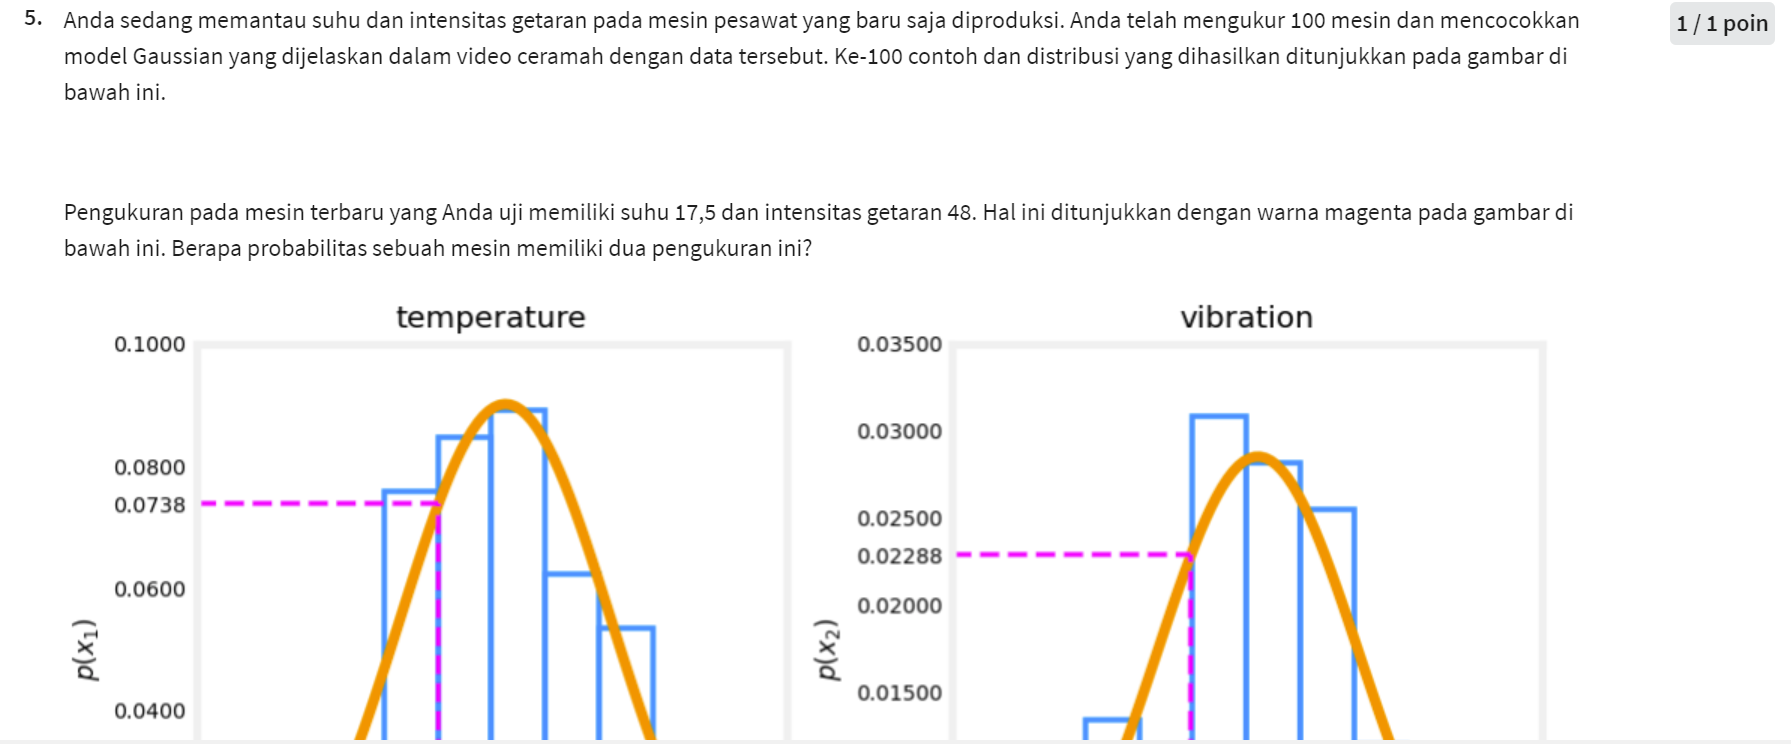 5. Anda sedang memantau suhu dan intensitas getaran pada mesin pesawat yang baru saja diproduksi. Anda telah mengukur 100 mesin dan mencocokkan
1 / 1 poin
model Gaussian yang dijelaskan dalam video ceramah dengan data tersebut. Ke-100 contoh dan distribusi yang dihasilkan ditunjukkan pada gambar di
bawah ini.
Pengukuran pada mesin terbaru yang Anda uji memiliki suhu 17,5 dan intensitas getaran 48. Hal ini ditunjukkan dengan warna magenta pada gambar di
bawah ini. Berapa probabilitas sebuah mesin memiliki dua pengukuran ini?
temperature
0.1000
0.0800
0.0738
0.0600
0.0400
p(x₁)
vibration
0.03500
0.03000
0.02500
0.02288
0.02000
0.01500
p(x₂)